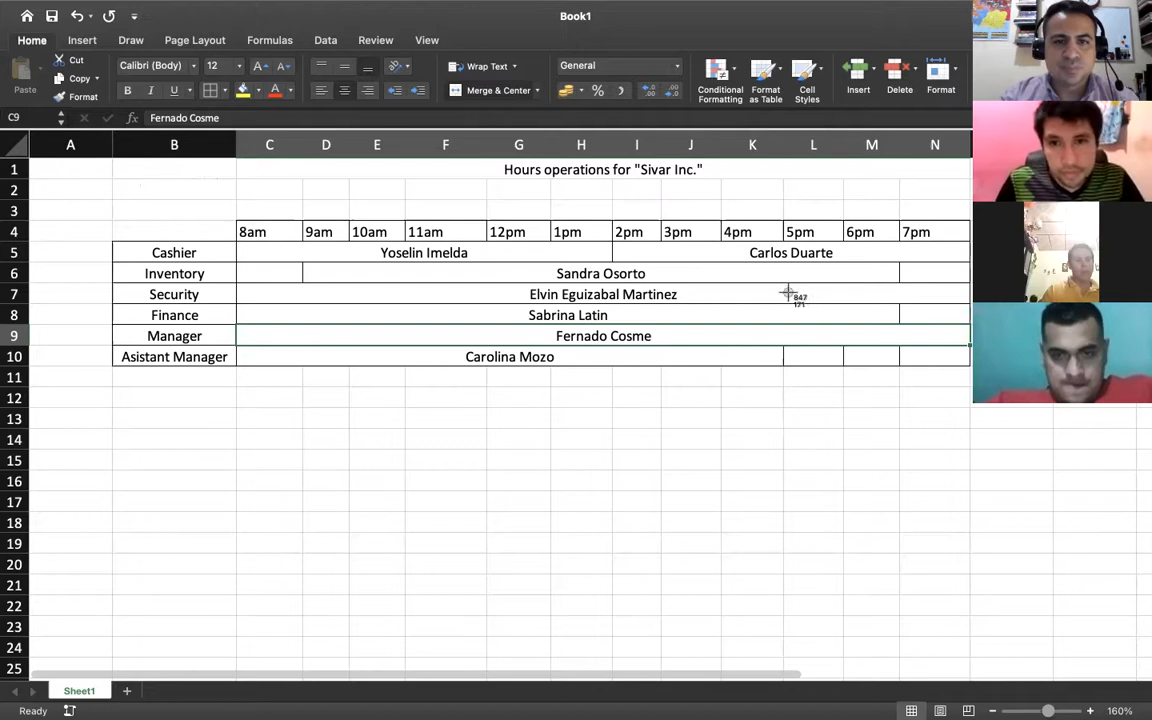 Book1
Home Insert Draw Page Layout Formulas Data Review View
Paste Cut Copy Format
Calibri (Body) 12 A A
B I U A
Wrap Text
Merge & Center
General
% 
Conditional Formatting
Format as Table
Cell Styles
Insert Delete Format
C9 fx Fernado Cosme
A B C D E F G H I J K L M N
1 Hours operations for "Sivar Inc."
2
3
4 8am 9am 10am 11am 12pm 1pm 2pm 3pm 4pm 5pm 6pm 7pm
5 Cashier Yoselin Imelda Carlos Duarte
6 Inventory Sandra Osorto
7 Security Elvin Eguizabal Martinez
847
171
8 Finance Sabrina Latin
9 Manager Fernado Cosme
10 Asistant Manager Carolina Mozo
11
12
13
14
15
16
17
18
19
20
21
22
23
24
25
Sheet1
Ready 160%